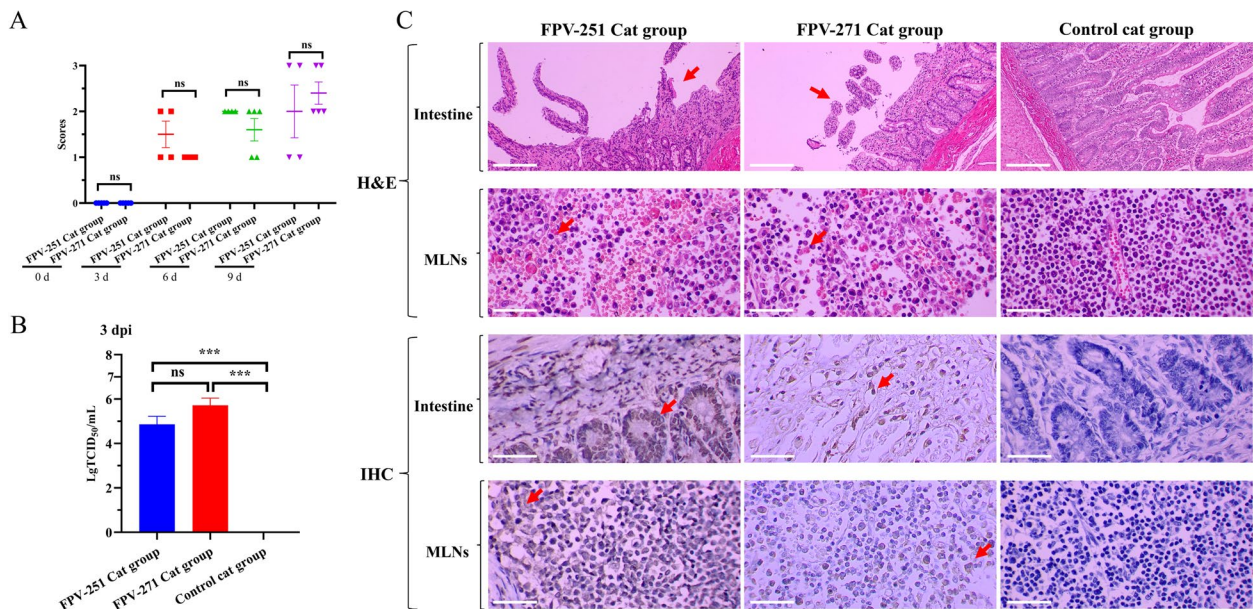 A
ns
ns
ns
ns
3
2
1
0
Scores
FPV-251 Cat group
FPV-271 Cat group
FPV-251 Cat group
FPV-271 Cat group
FPV-251 Cat group
FPV-271 Cat group
FPV-251 Cat group
FPV-271 Cat group
0 d
3 d
6 d
9 d
B
3 dpi
***
ns
***
8
7
6
5
4
2
0
LgTCID50/mL
FPV-251 Cat group
FPV-271 Cat group
Control cat group
C
FPV-251 Cat group
FPV-271 Cat group
Control cat group
H&E
Intestine
MLNs
IHC
Intestine
MLNs